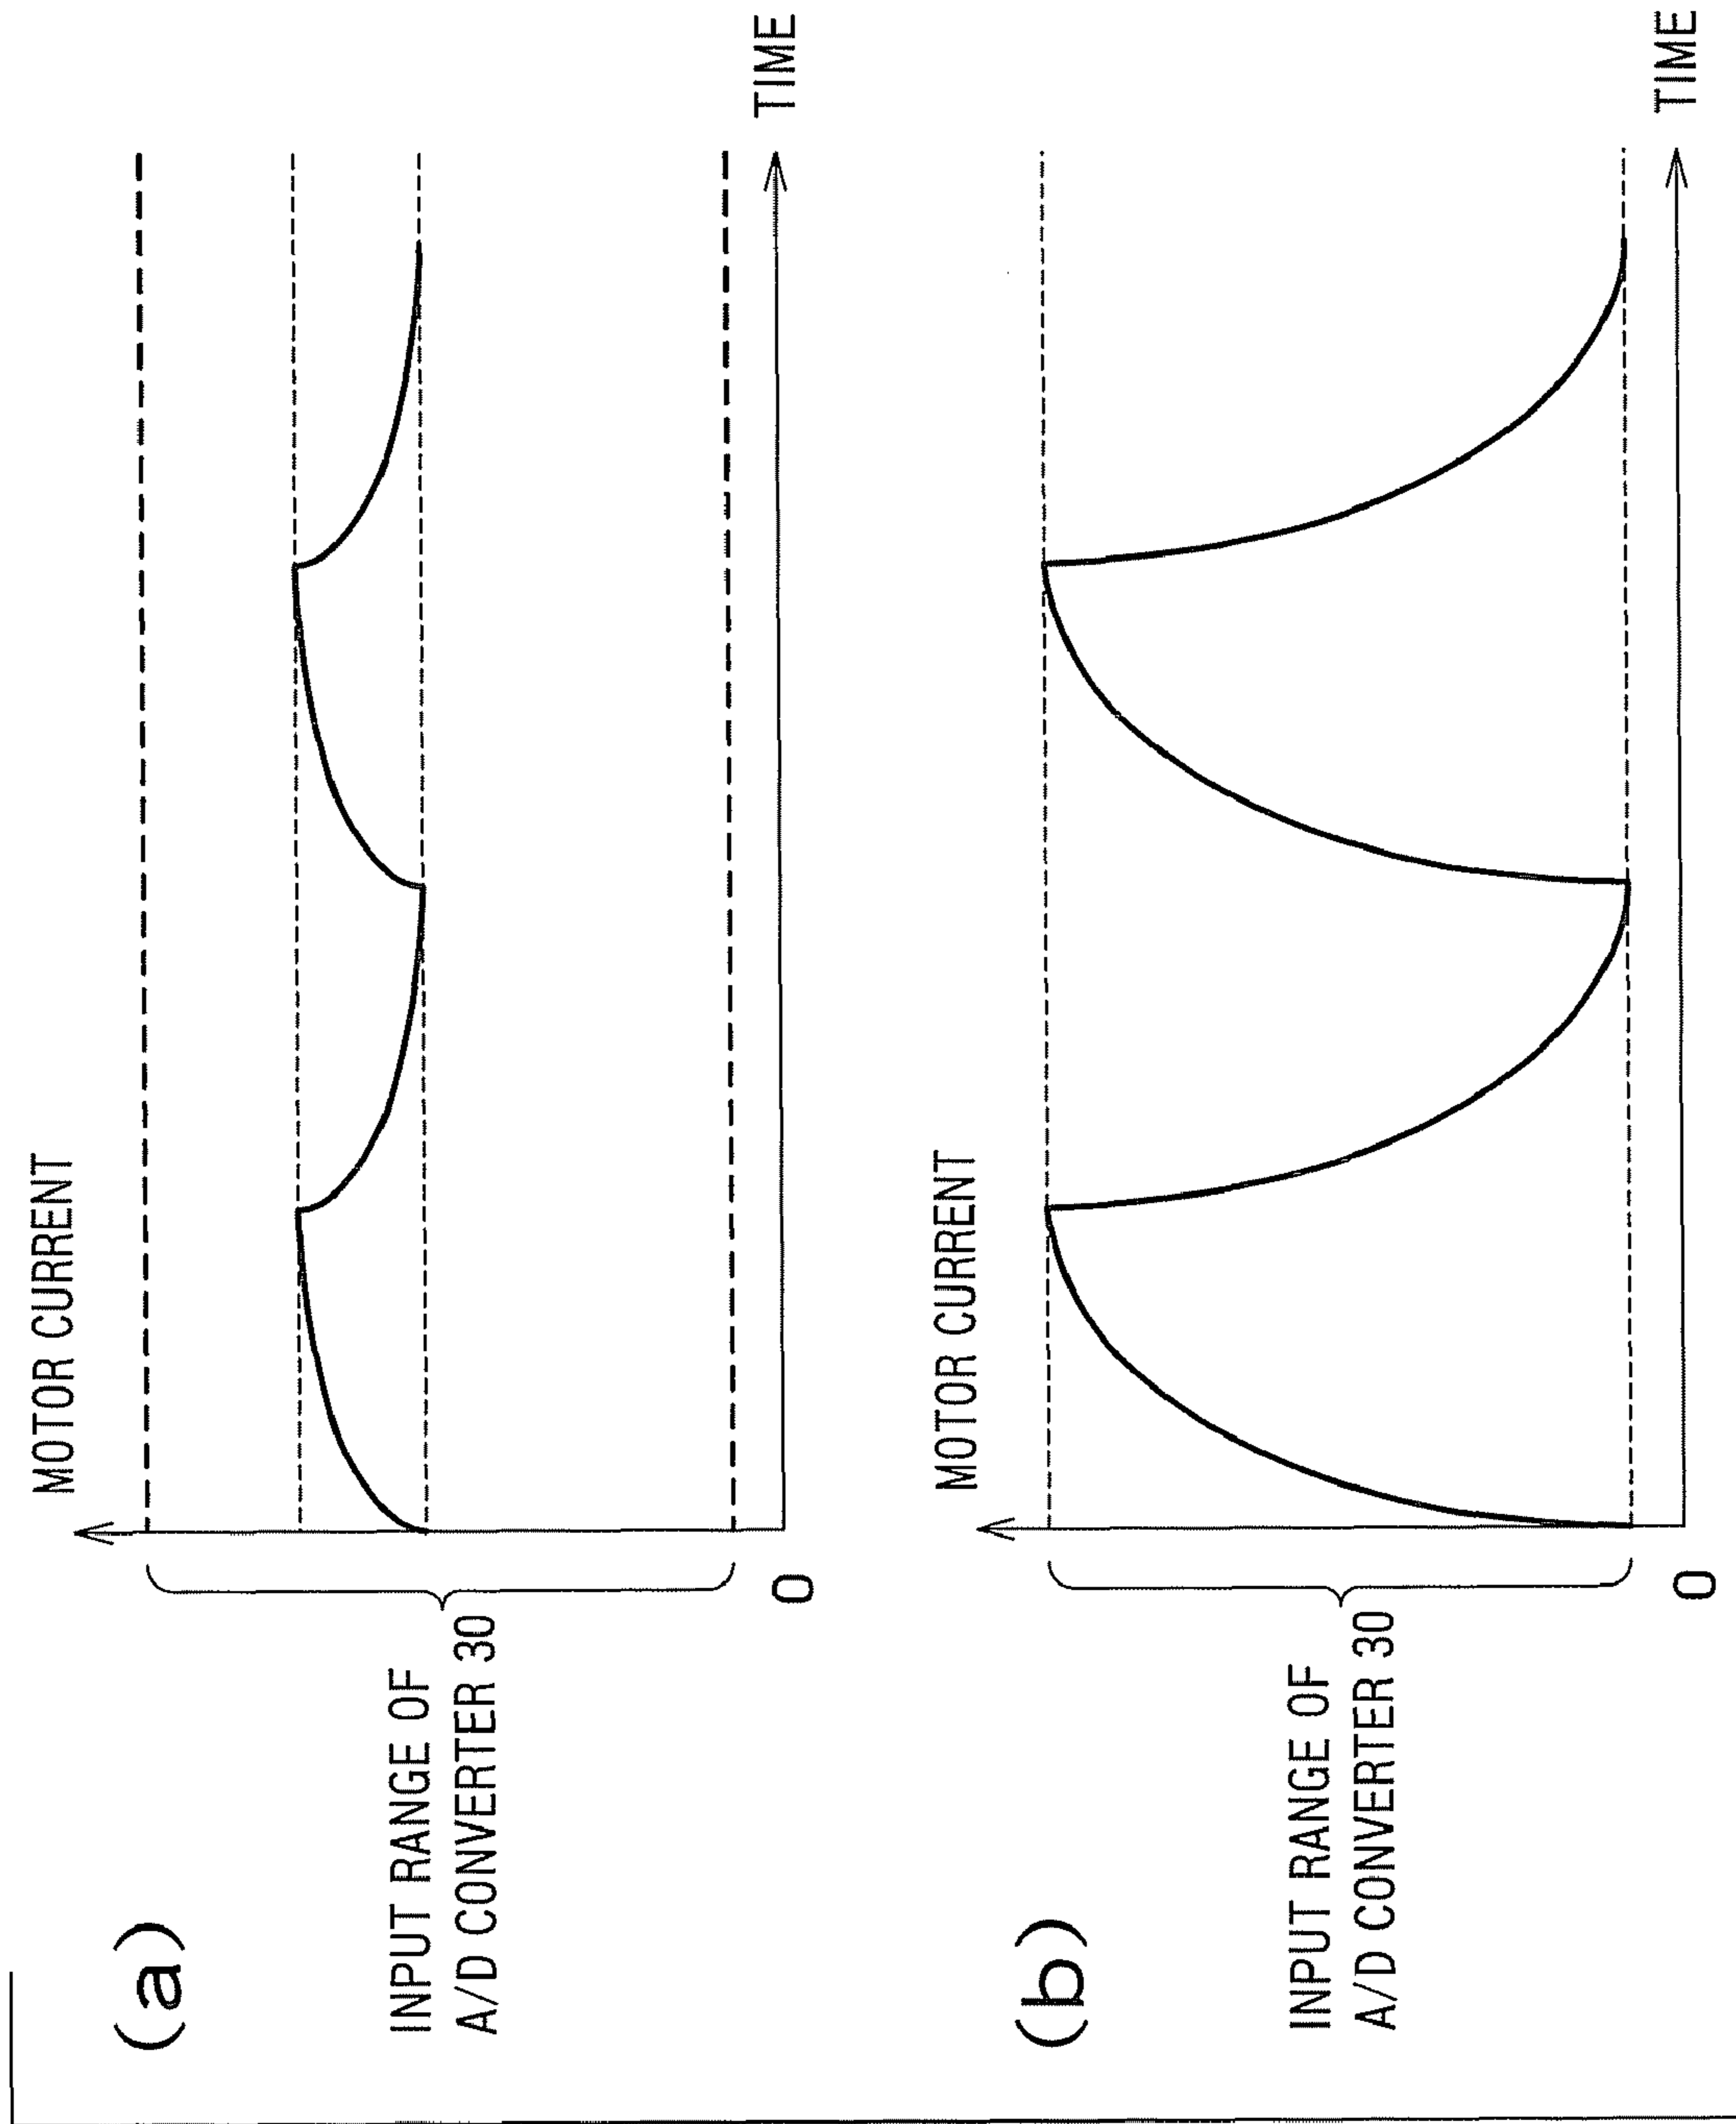 (a)
MOTOR CURRENT
INPUT RANGE OF
A/D CONVERTER 30
0
TIME
(b)
MOTOR CURRENT
INPUT RANGE OF
A/D CONVERTER 30
0
TIME